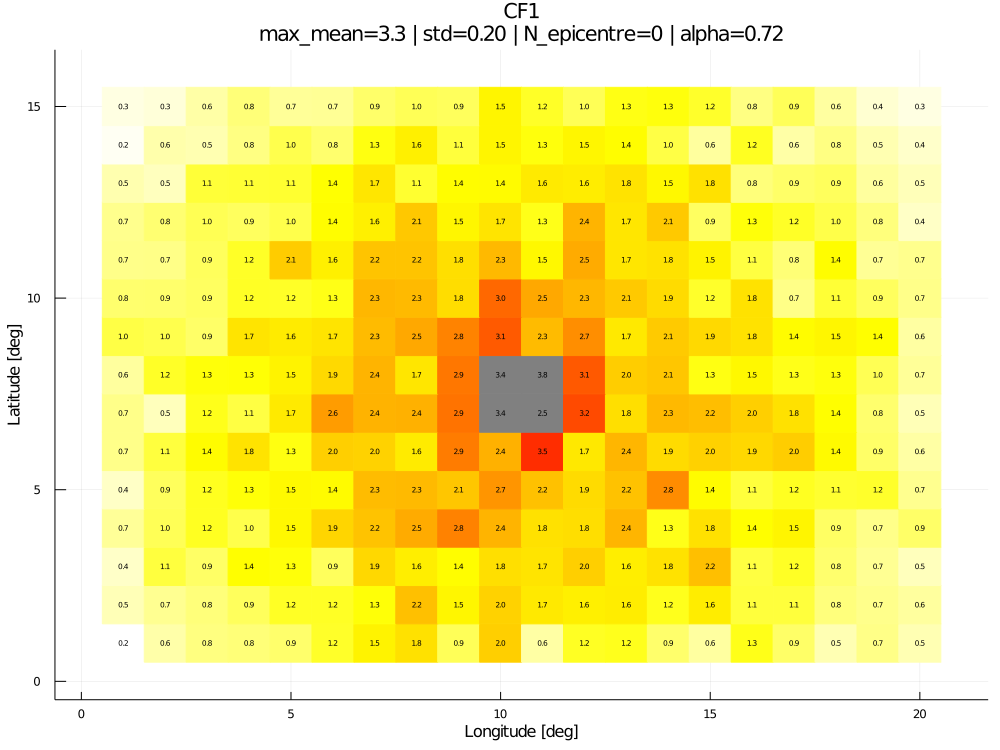 CF1
max_mean=3.3 | std=0.20 | N_epicentre=0 | alpha=0.72
15
0.3 0.3 0.6 0.8 0.7 0.7 0.9 1.0 0.9 1.5 1.2 1.0 1.3 1.3 1.2 0.8 0.9 0.6 0.4 0.3
0.2 0.6 0.5 0.8 1.0 0.8 1.3 1.6 1.1 1.5 1.3 1.5 1.4 1.0 0.6 1.2 0.6 0.8 0.5 0.4
0.5 0.5 1.1 1.1 1.1 1.4 1.7 1.1 1.4 1.4 1.6 1.6 1.8 1.5 1.8 0.8 0.9 0.9 0.6 0.5
0.7 0.8 1.0 0.9 1.0 1.4 1.6 2.1 1.5 1.7 1.3 2.4 1.7 2.1 0.9 1.3 1.2 1.0 0.8 0.4
0.7 0.7 0.9 1.2 2.1 1.6 2.2 2.2 1.8 2.3 1.5 2.5 1.7 1.8 1.5 1.1 0.8 1.4 0.7 0.7
10
0.8 0.9 0.9 1.2 1.2 1.3 2.3 2.3 1.8 3.0 2.5 2.3 2.1 1.9 1.2 1.8 0.7 1.1 0.9 0.7
1.0 1.0 0.9 1.7 1.6 1.7 2.3 2.5 2.8 3.1 2.3 2.7 1.7 2.1 1.9 1.8 1.4 1.5 1.4 0.6
0.6 1.2 1.3 1.3 1.5 1.9 2.4 1.7 2.9 3.4 3.8 3.1 2.0 2.1 1.3 1.5 1.3 1.3 1.0 0.7
0.7 0.5 1.2 1.1 1.7 2.6 2.4 2.4 2.9 3.4 2.5 3.2 1.8 2.3 2.2 2.0 1.8 1.4 0.8 0.5
0.7 1.1 1.4 1.8 1.3 2.0 2.0 1.6 2.9 2.4 3.5 1.7 2.4 1.9 2.0 1.9 2.0 1.4 0.9 0.6
5
0.4 0.9 1.2 1.3 1.5 1.4 2.3 2.3 2.1 2.7 2.2 1.9 2.2 2.8 1.4 1.1 1.2 1.1 1.2 0.7
0.7 1.0 1.2 1.0 1.5 1.9 2.2 2.5 2.8 2.4 1.8 1.8 2.4 1.3 1.8 1.4 1.5 0.9 0.7 0.9
0.4 1.1 0.9 1.4 1.3 0.9 1.9 1.6 1.4 1.8 1.7 2.0 1.6 1.8 2.2 1.1 1.2 0.8 0.7 0.5
0.5 0.7 0.8 0.9 1.2 1.2 1.3 2.2 1.5 2.0 1.7 1.6 1.6 1.2 1.6 1.1 1.1 0.8 0.7 0.6
0.2 0.6 0.8 0.8 0.9 1.2 1.5 1.8 0.9 2.0 0.6 1.2 1.2 0.9 0.6 1.3 0.9 0.5 0.7 0.5
0
Latitude [deg]
0 5 10 15 20
Longitude [deg]